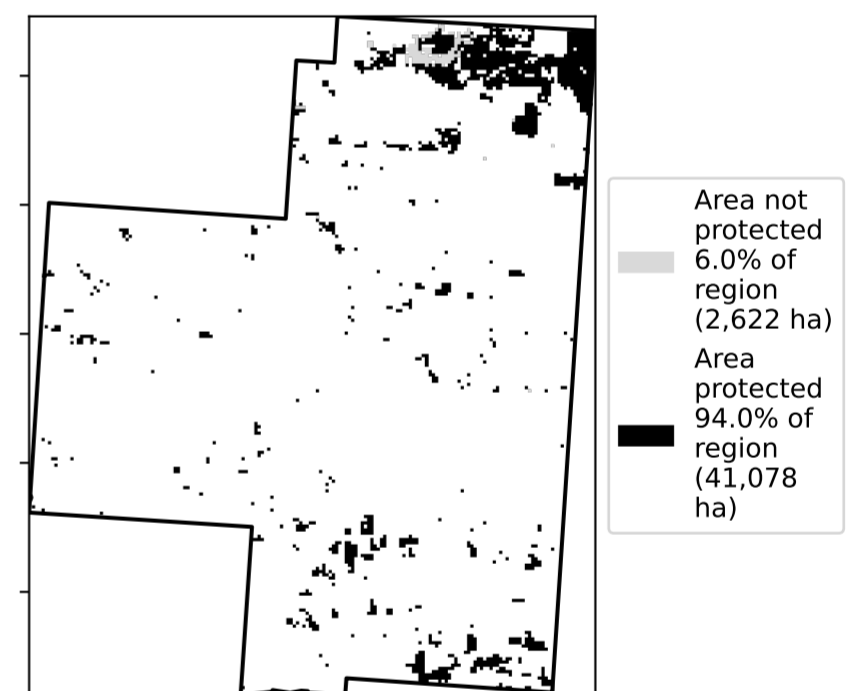 Area not
protected
6.0% of
region
(2,622 ha)
Area
protected
94.0% of
region
(41,078
ha)